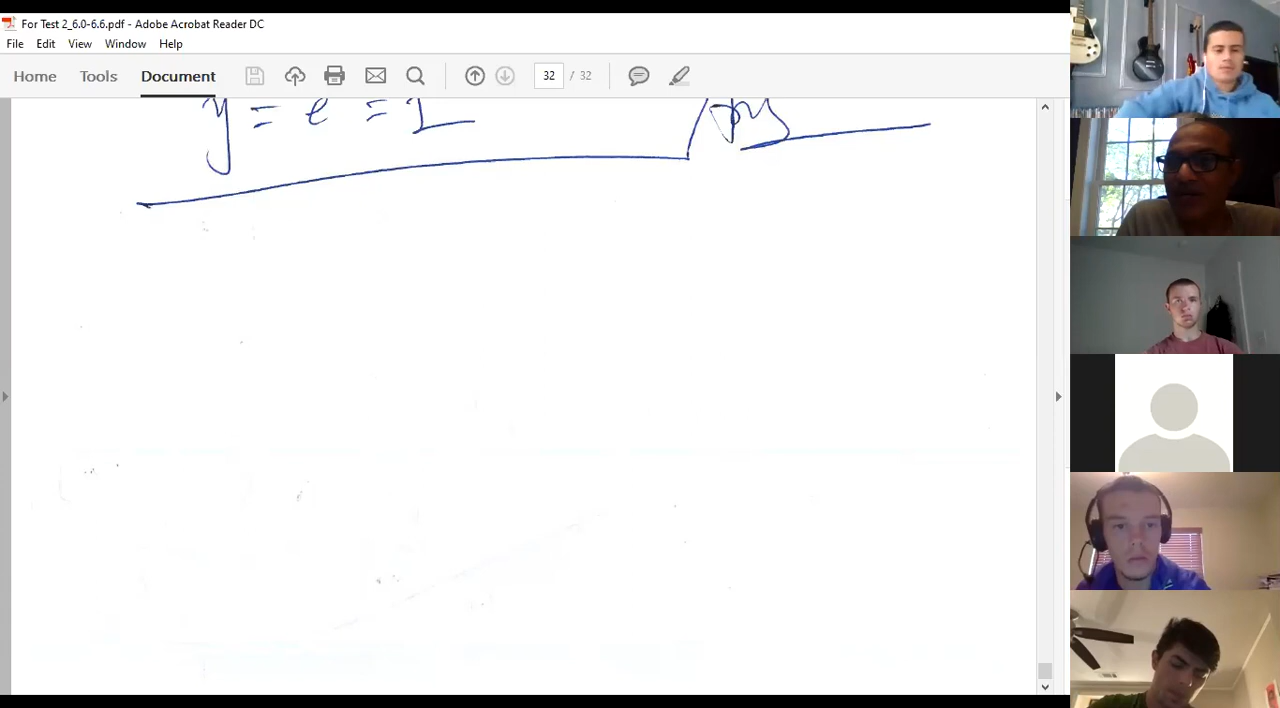 For Test 2_6.0-6.6.pdf - Adobe Acrobat Reader DC
File Edit View Window Help
Home Tools Document 32 / 32
y = e = 1